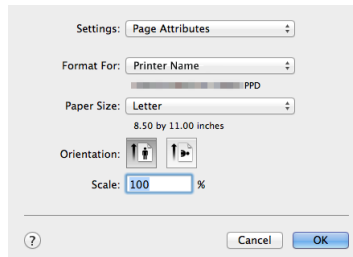 Settings: Page Attributes
Format For: Printer Name
PPD
Paper Size: Letter
8.50 by 11.00 inches
Orientation:
Scale: 100 %
? Cancel OK